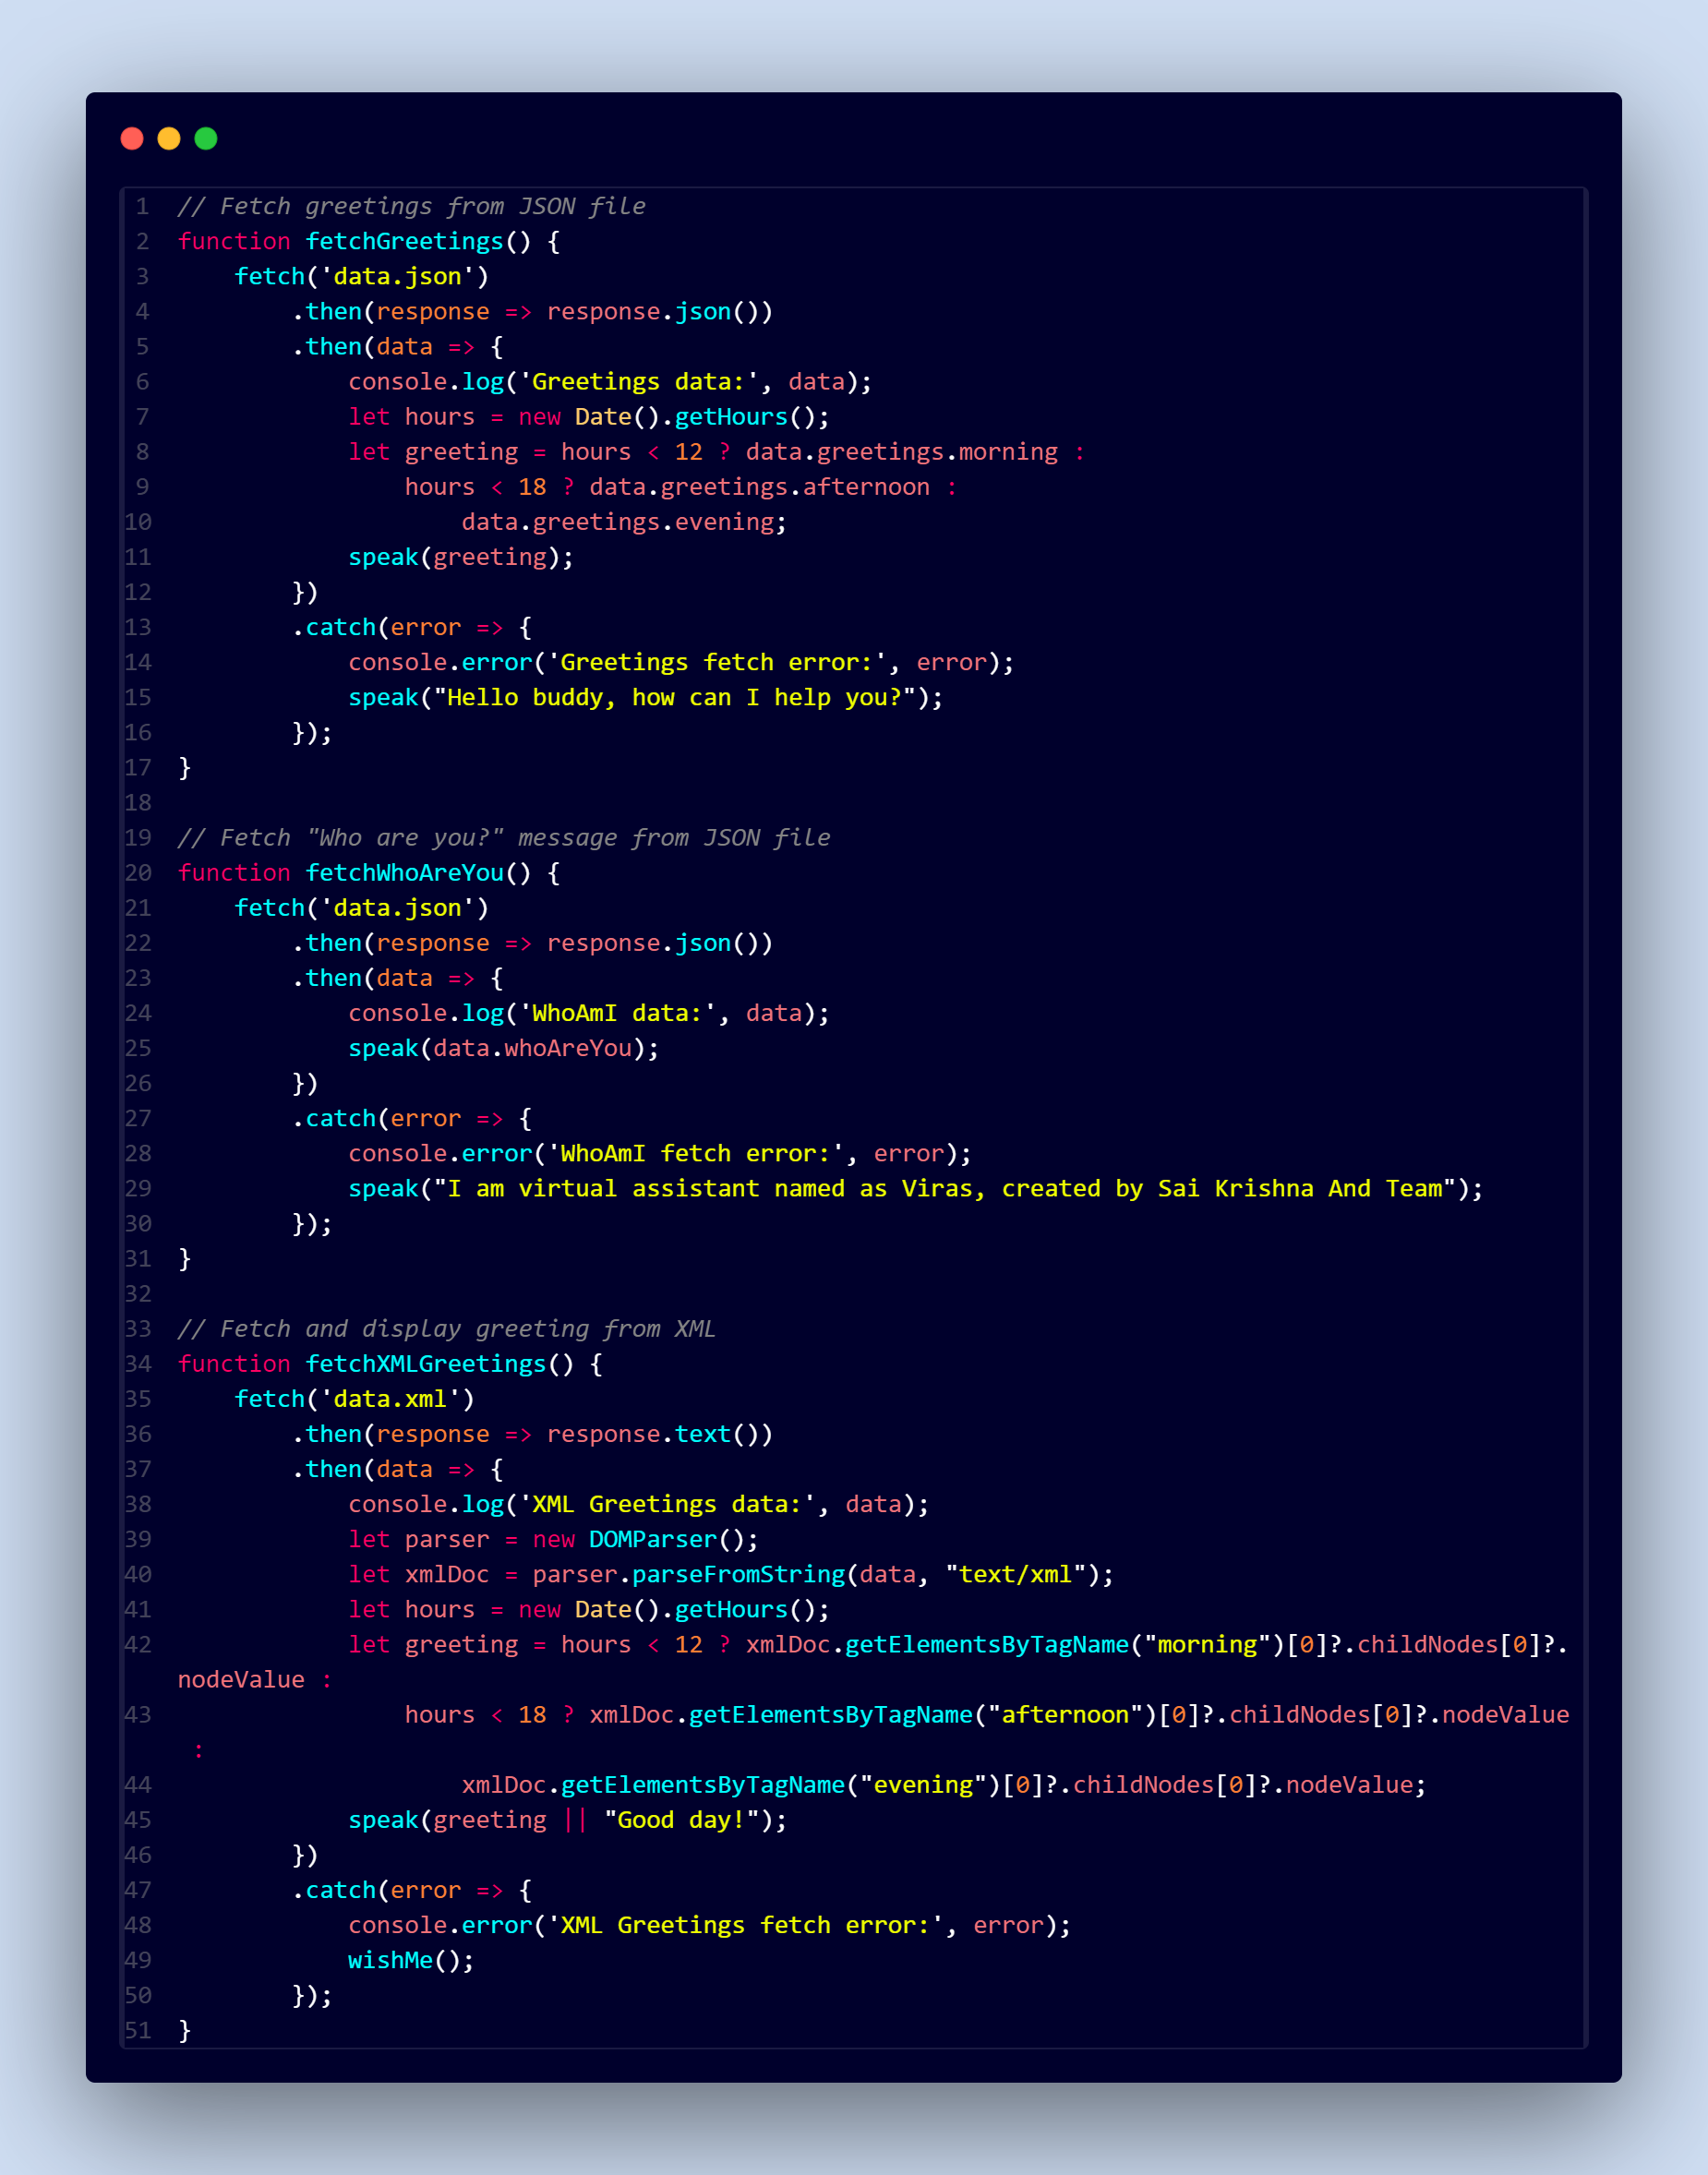 1 // Fetch greetings from JSON file
2 function fetchGreetings() {
3     fetch('data.json')
4         .then(response => response.json())
5         .then(data => {
6             console.log('Greetings data:', data);
7             let hours = new Date().getHours();
8             let greeting = hours < 12 ? data.greetings.morning :
9                 hours < 18 ? data.greetings.afternoon :
10                     data.greetings.evening;
11             speak(greeting);
12         })
13         .catch(error => {
14             console.error('Greetings fetch error:', error);
15             speak("Hello buddy, how can I help you?");
16         });
17 }
18
19 // Fetch "Who are you?" message from JSON file
20 function fetchWhoAreYou() {
21     fetch('data.json')
22         .then(response => response.json())
23         .then(data => {
24             console.log('WhoAmI data:', data);
25             speak(data.whoAreYou);
26         })
27         .catch(error => {
28             console.error('WhoAmI fetch error:', error);
29             speak("I am virtual assistant named as Viras, created by Sai Krishna And Team");
30         });
31 }
32
33 // Fetch and display greeting from XML
34 function fetchXMLGreetings() {
35     fetch('data.xml')
36         .then(response => response.text())
37         .then(data => {
38             console.log('XML Greetings data:', data);
39             let parser = new DOMParser();
40             let xmlDoc = parser.parseFromString(data, "text/xml");
41             let hours = new Date().getHours();
42             let greeting = hours < 12 ? xmlDoc.getElementsByTagName("morning")[0]?.childNodes[0]?.
nodeValue :
43                 hours < 18 ? xmlDoc.getElementsByTagName("afternoon")[0]?.childNodes[0]?.nodeValue
 :
44                     xmlDoc.getElementsByTagName("evening")[0]?.childNodes[0]?.nodeValue;
45             speak(greeting || "Good day!");
46         })
47         .catch(error => {
48             console.error('XML Greetings fetch error:', error);
49             wishMe();
50         });
51 }